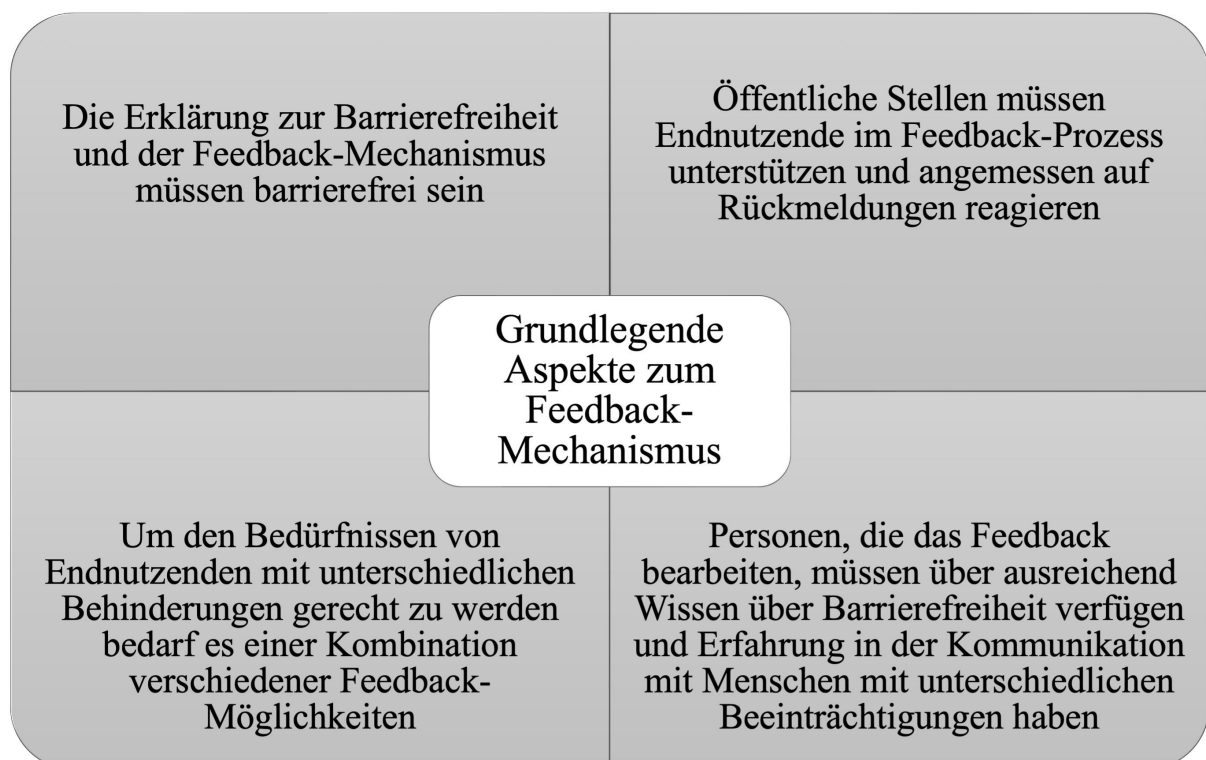 Die Erklärung zur Barrierefreiheit
und der Feedback-Mechanismus
müssen barrierefrei sein
Öffentliche Stellen müssen
Endnutzende im Feedback-Prozess
unterstützen und angemessen auf
Rückmeldungen reagieren
Grundlegende
Aspekte zum
Feedback-
Mechanismus
Um den Bedürfnissen von
Endnutzenden mit unterschiedlichen
Behinderungen gerecht zu werden
bedarf es einer Kombination
verschiedener Feedback-
Möglichkeiten
Personen, die das Feedback
bearbeiten, müssen über ausreichend
Wissen über Barrierefreiheit verfügen
und Erfahrung in der Kommunikation
mit Menschen mit unterschiedlichen
Beeinträchtigungen haben